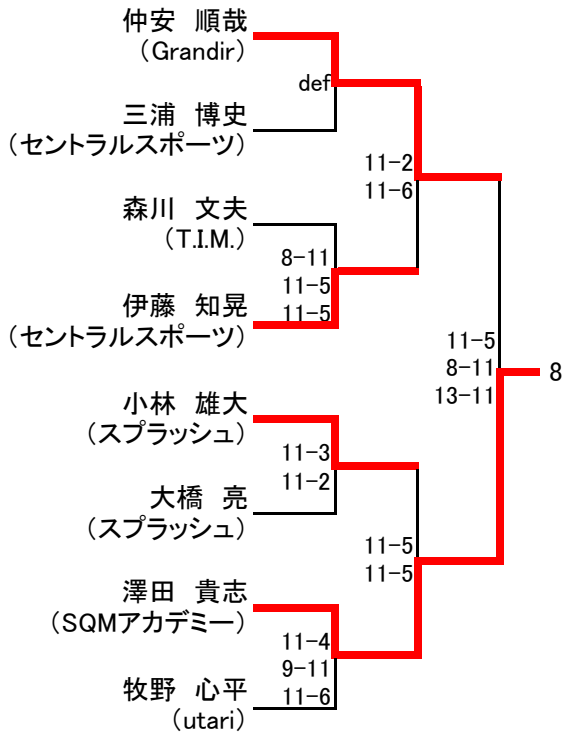 仲安　順哉
（Grandir）
def
三浦　博史
（セントラルスポーツ）
11-2
11-6
森川　文夫
（T.I.M.）
8-11
11-5
11-5
伊藤　知晃
（セントラルスポーツ）
11-5
8-11
13-11
8
小林　雄大
（スプラッシュ）
11-3
11-2
大橋　亮
（スプラッシュ）
11-5
11-5
澤田　貴志
（SQMアカデミー）
11-4
9-11
11-6
牧野　心平
（utari）